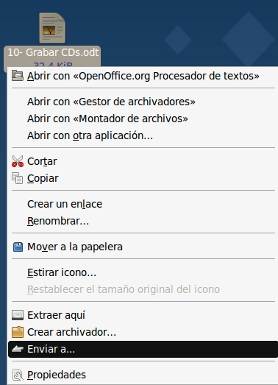 10- Grabar CDs.odt
32,4 KiB
Abrir con «OpenOffice.org Procesador de textos»
Abrir con «Gestor de archivadores»
Abrir con «Montador de archivos»
Abrir con otra aplicación...
Cortar
Copiar
Crear un enlace
Renombrar...
Mover a la papelera
Estirar icono...
Restablecer el tamaño original del icono
Extraer aquí
Crear archivador...
Enviar a...
Propiedades